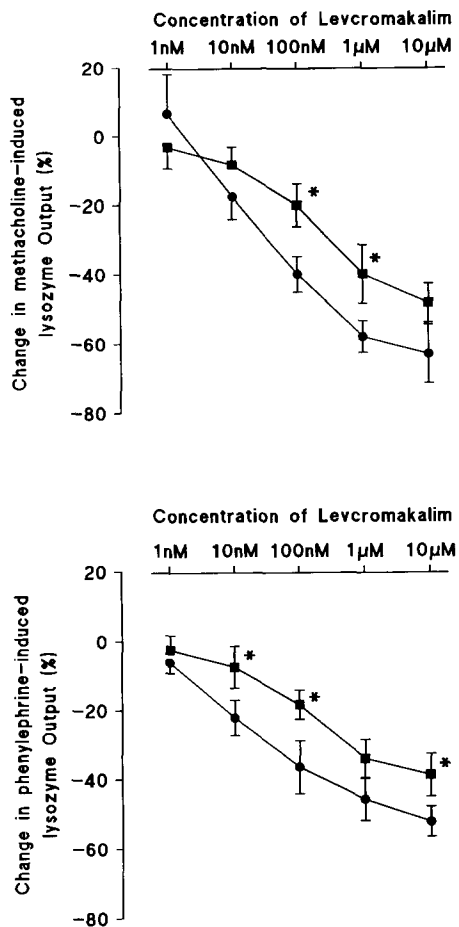 Concentration of Levcromakalim
1nM 10nM 100nM 1µM 10µM
20
0
−20
−40
−60
−80
Change in methacholine−induced
lysozyme Output (%)
*
*
Concentration of Levcromakalim
1nM 10nM 100nM 1µM 10µM
20
0
−20
−40
−60
−80
Change in phenylephrine−induced
lysozyme Output (%)
*
*
*